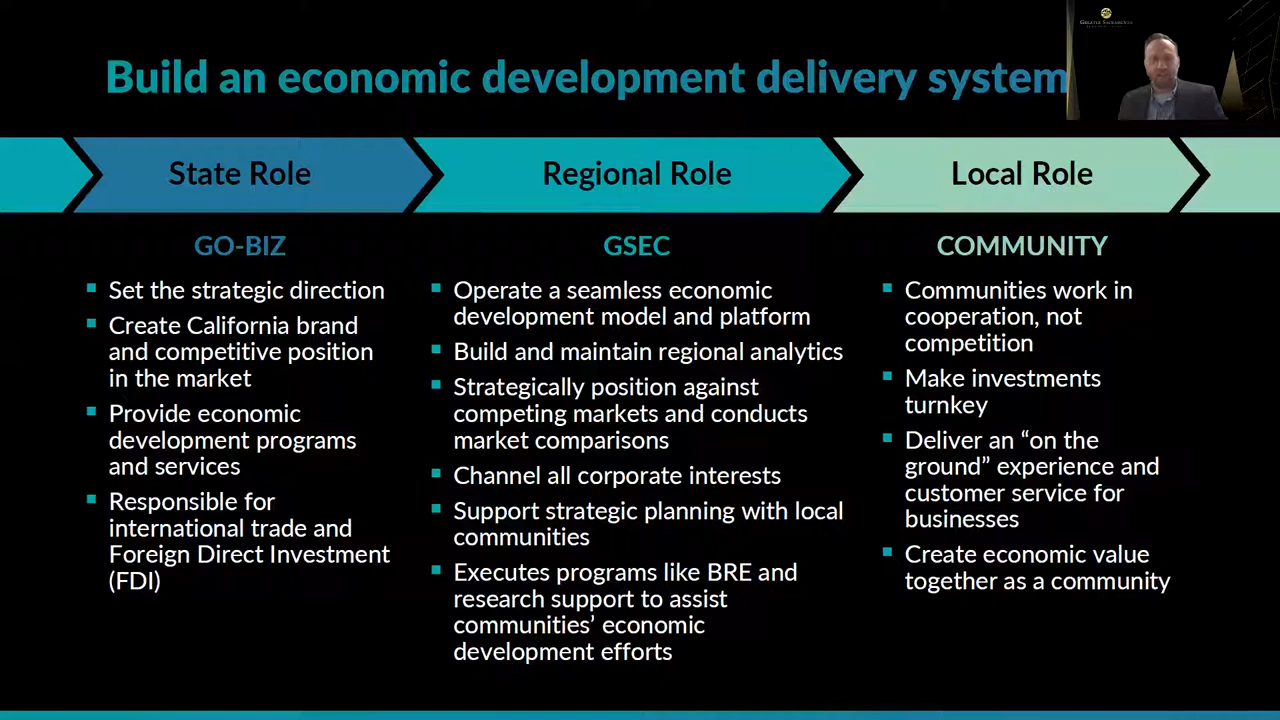 GREATER SACRAMENTO
Build an economic development delivery system
State Role
Regional Role
Local Role
GO-BIZ
Set the strategic direction
Create California brand
and competitive position
in the market
Provide economic
development programs
and services
Responsible for
international trade and
Foreign Direct Investment
(FDI)
GSEC
Operate a seamless economic
development model and platform
Build and maintain regional analytics
Strategically position against
competing markets and conducts
market comparisons
Channel all corporate interests
Support strategic planning with local
communities
Executes programs like BRE and
research support to assist
communities’ economic
development efforts
COMMUNITY
Communities work in
cooperation, not
competition
Make investments
turnkey
Deliver an “on the
ground” experience and
customer service for
businesses
Create economic value
together as a community